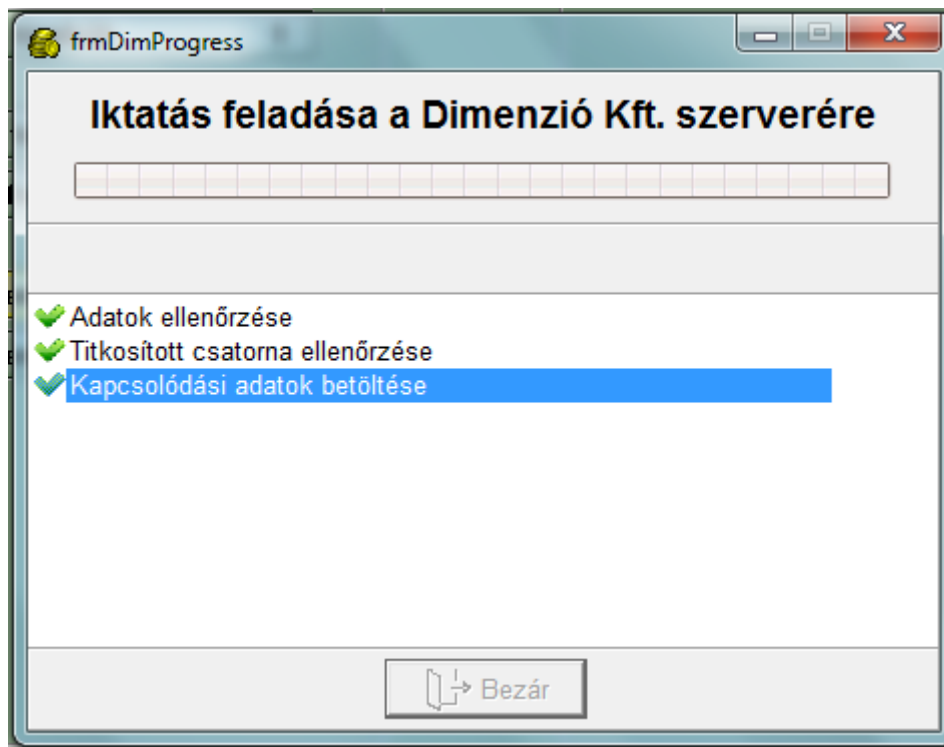 frmDimProgress
Iktatás feladása a Dimenzió Kft. szerverére
Adatok ellenőrzése
Titkosított csatorna ellenőrzése
Kapcsolódási adatok betöltése
Bezár